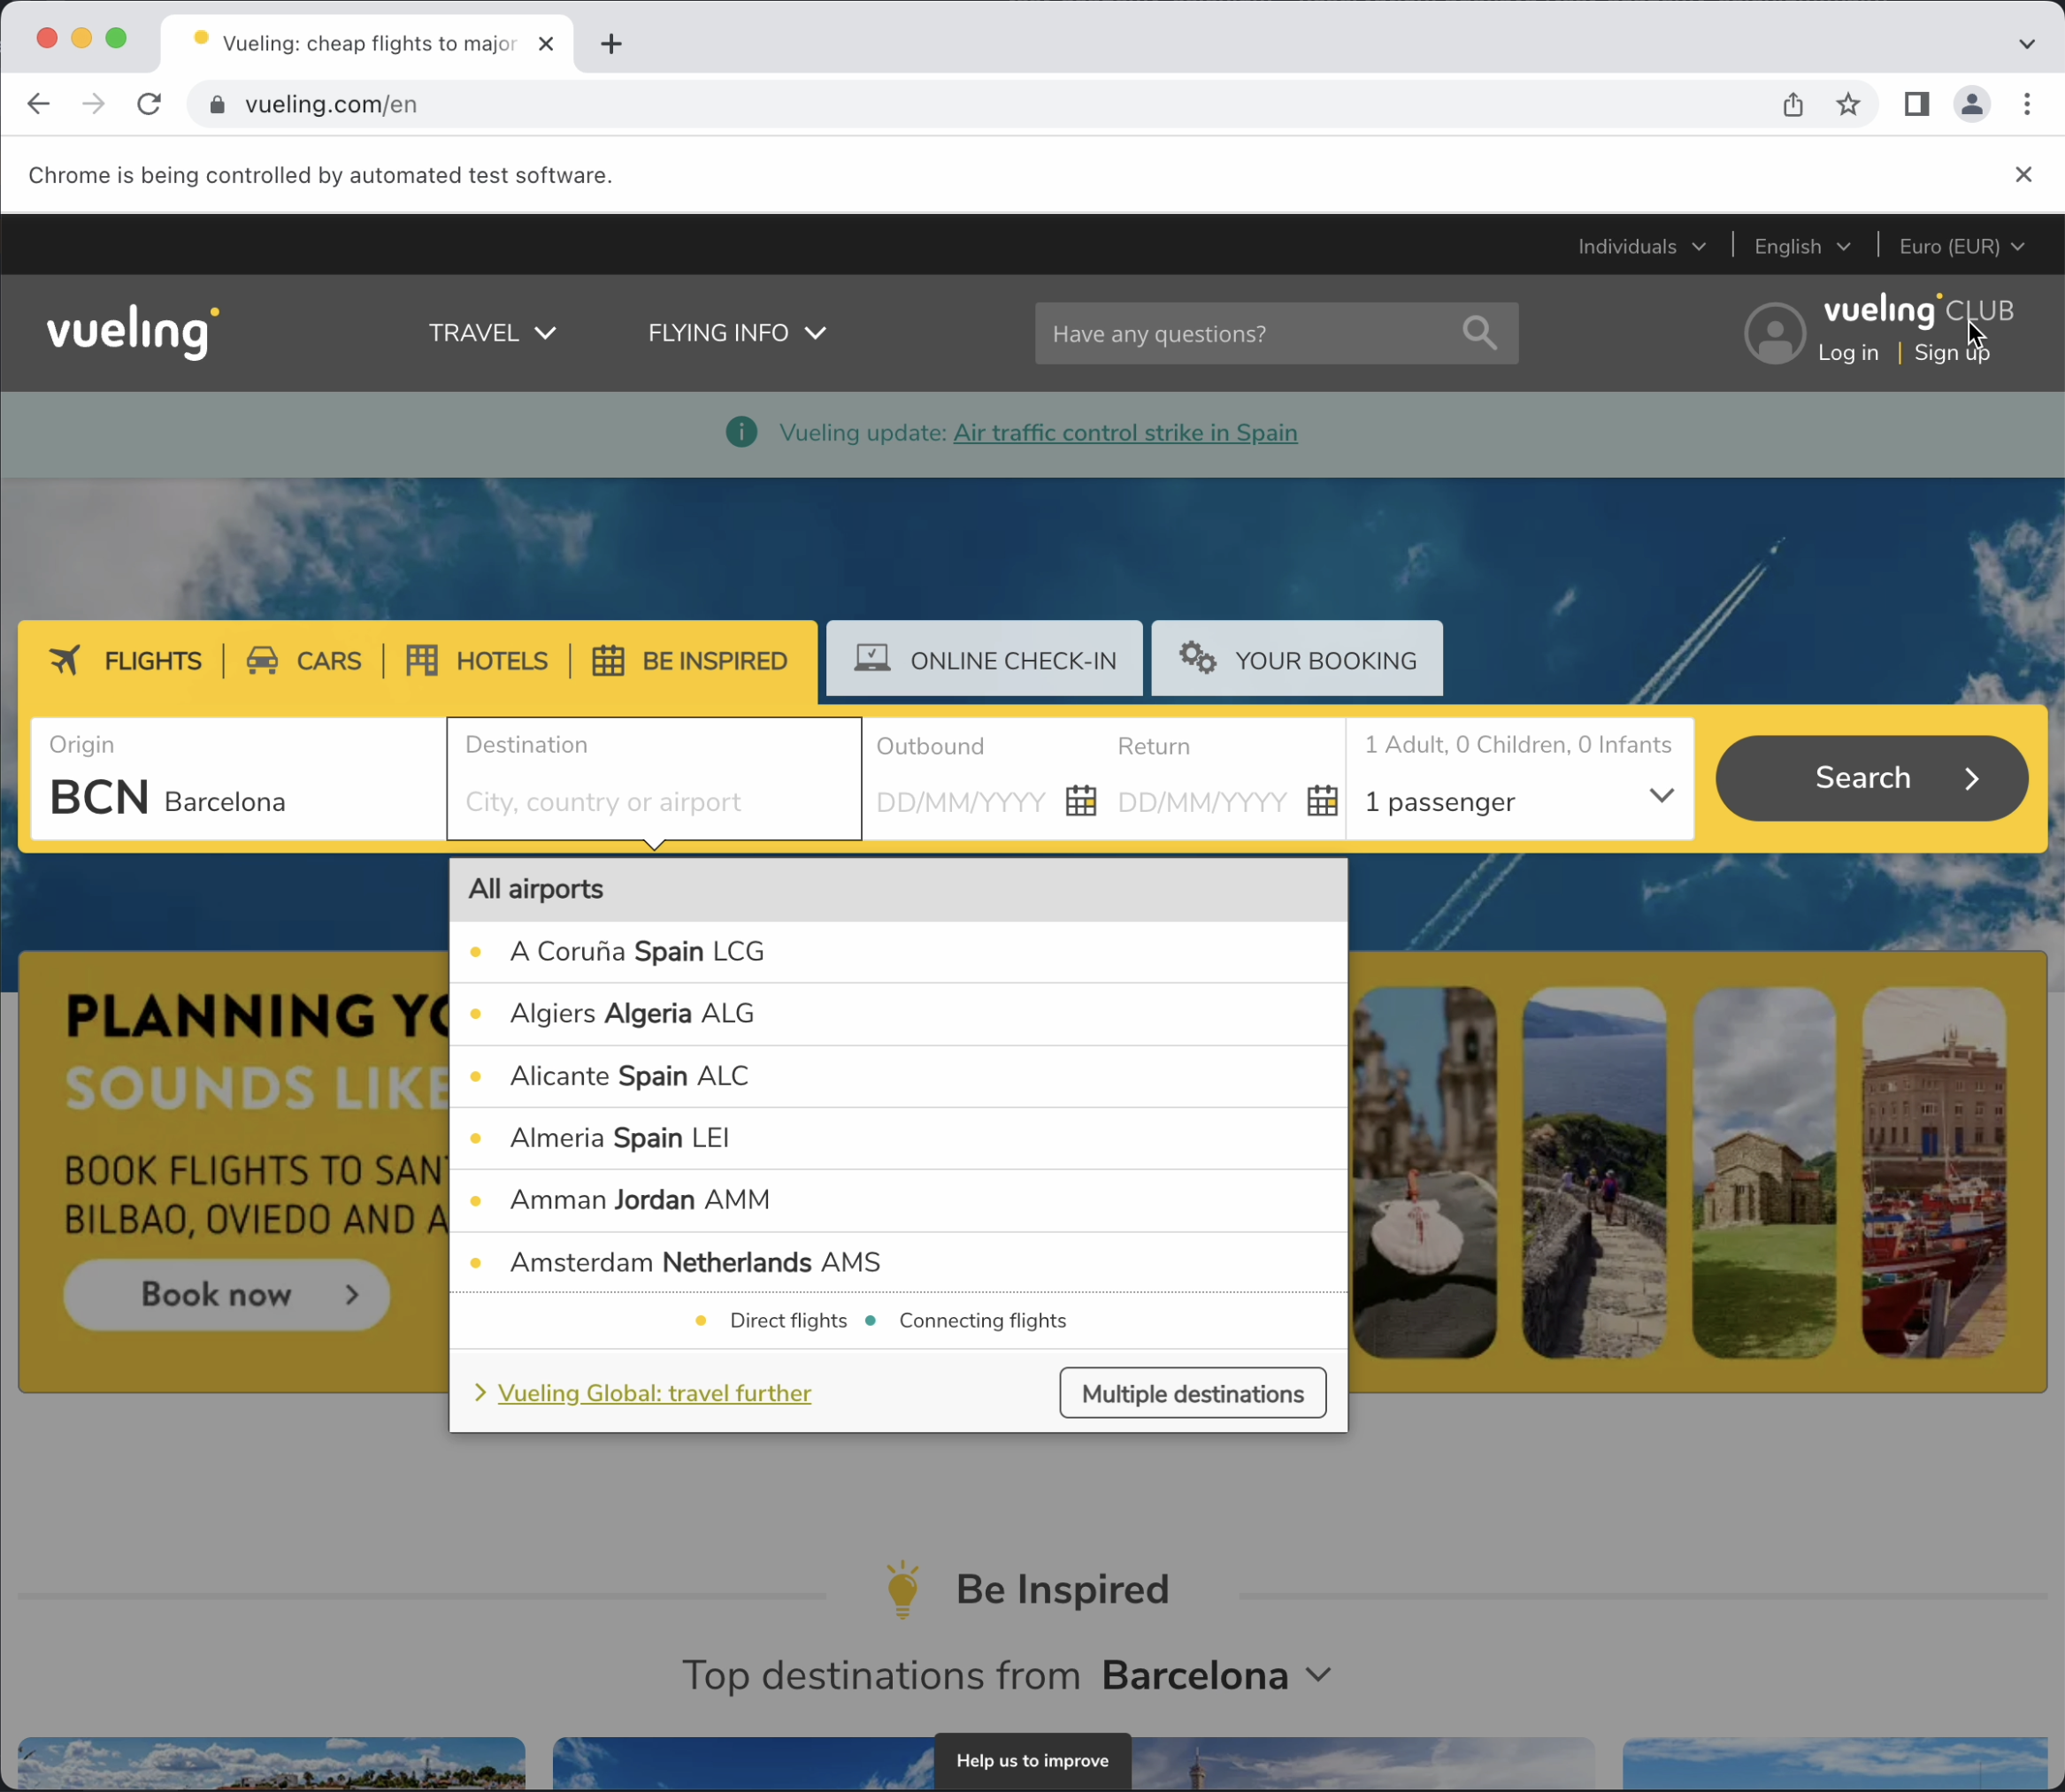 Vueling: cheap flights to major
vueling.com/en
Chrome is being controlled by automated test software.
Individuals English Euro (EUR)
vueling TRAVEL FLYING INFO Have any questions? vueling CLUB
Log in | Sign up
Vueling update: Air traffic control strike in Spain
FLIGHTS CARS HOTELS BE INSPIRED ONLINE CHECK-IN YOUR BOOKING
Origin Destination Outbound Return 1 Adult, 0 Children, 0 Infants
BCN Barcelona City, country or airport DD/MM/YYYY DD/MM/YYYY 1 passenger Search
All airports
A Coruña Spain LCG
Algiers Algeria ALG
Alicante Spain ALC
Almeria Spain LEI
Amman Jordan AMM
Amsterdam Netherlands AMS
Direct flights Connecting flights
Vueling Global: travel further Multiple destinations
PLANNING
SOUNDS LIKE
BOOK FLIGHTS TO
BILBAO, OVIEDO AND
Book now
Be Inspired
Top destinations from Barcelona
Help us to improve